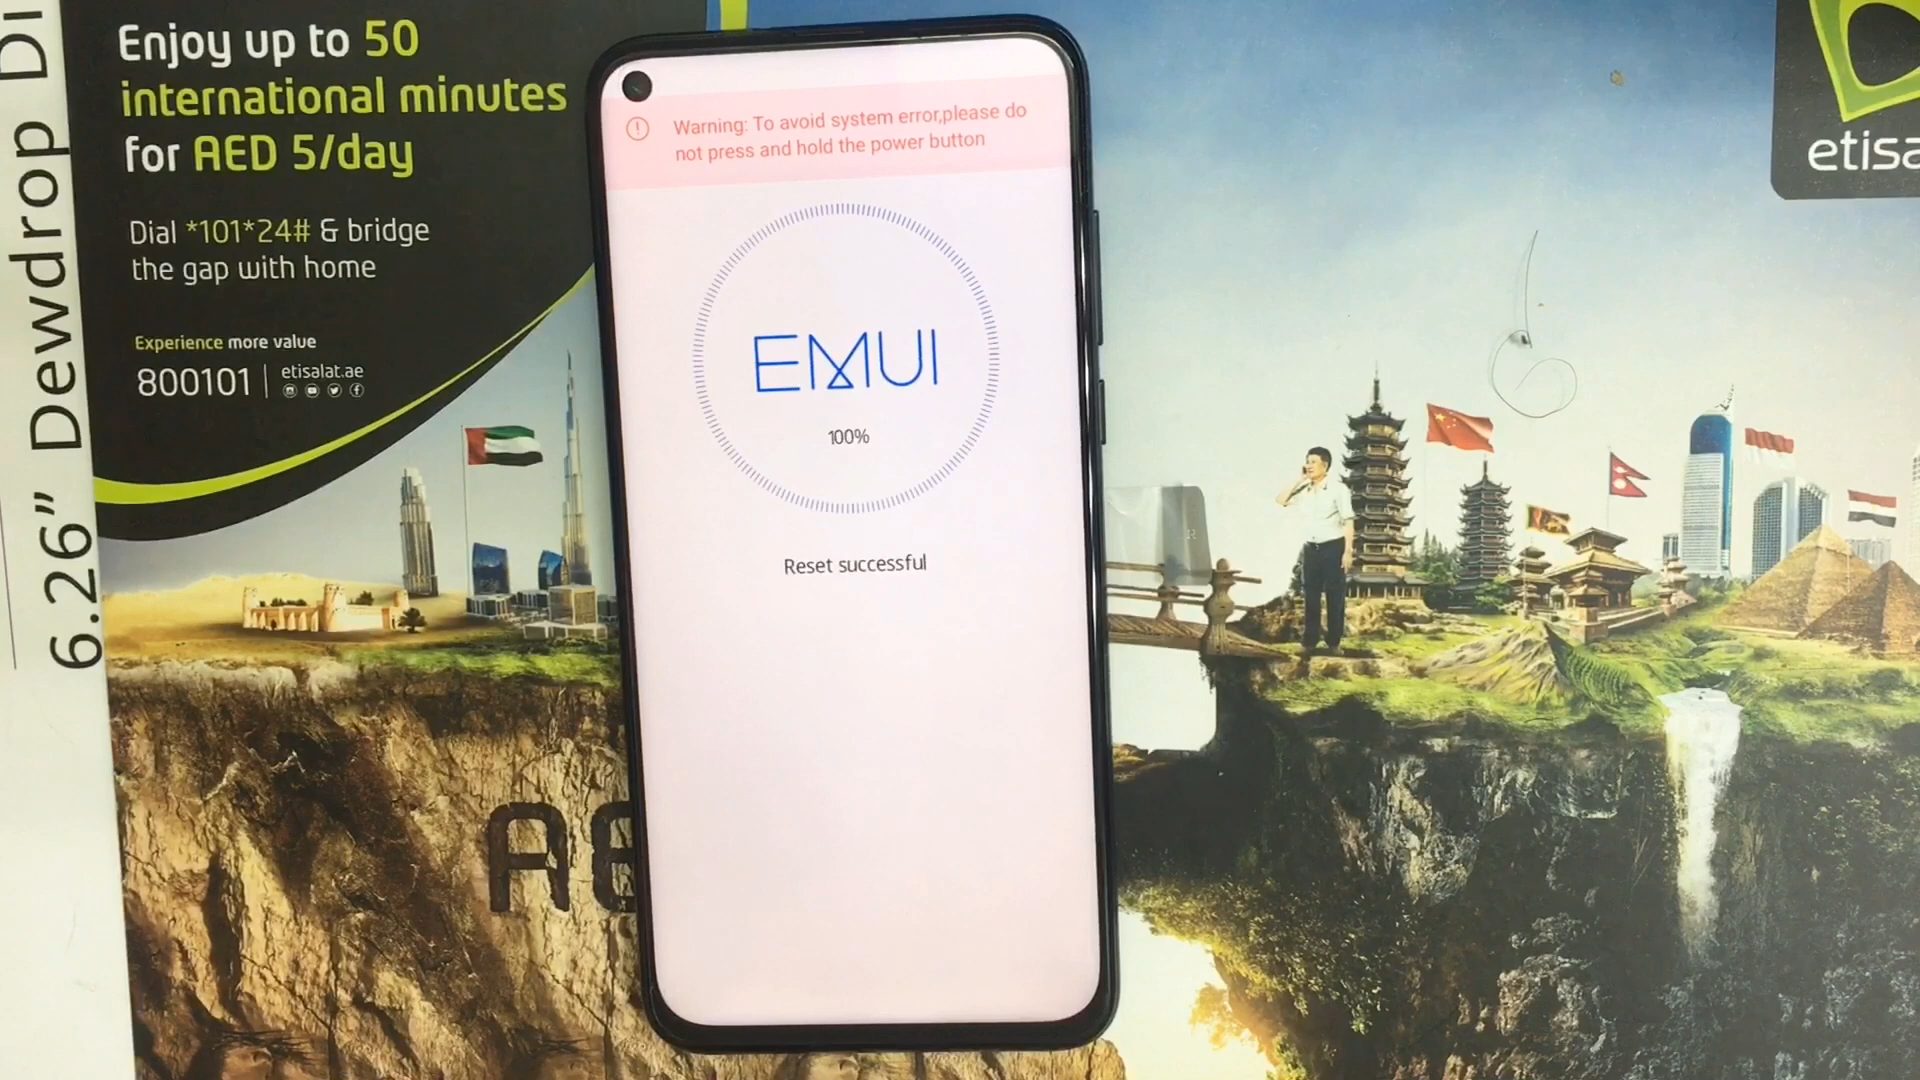 6.26” Dewdrop Di
Enjoy up to 50
international minutes
for AED 5/day
Dial *101*24# & bridge
the gap with home
Experience more value
800101 | etisalat.ae
Warning: To avoid system error,please do
not press and hold the power button
EMUI
100%
Reset successful
etisa